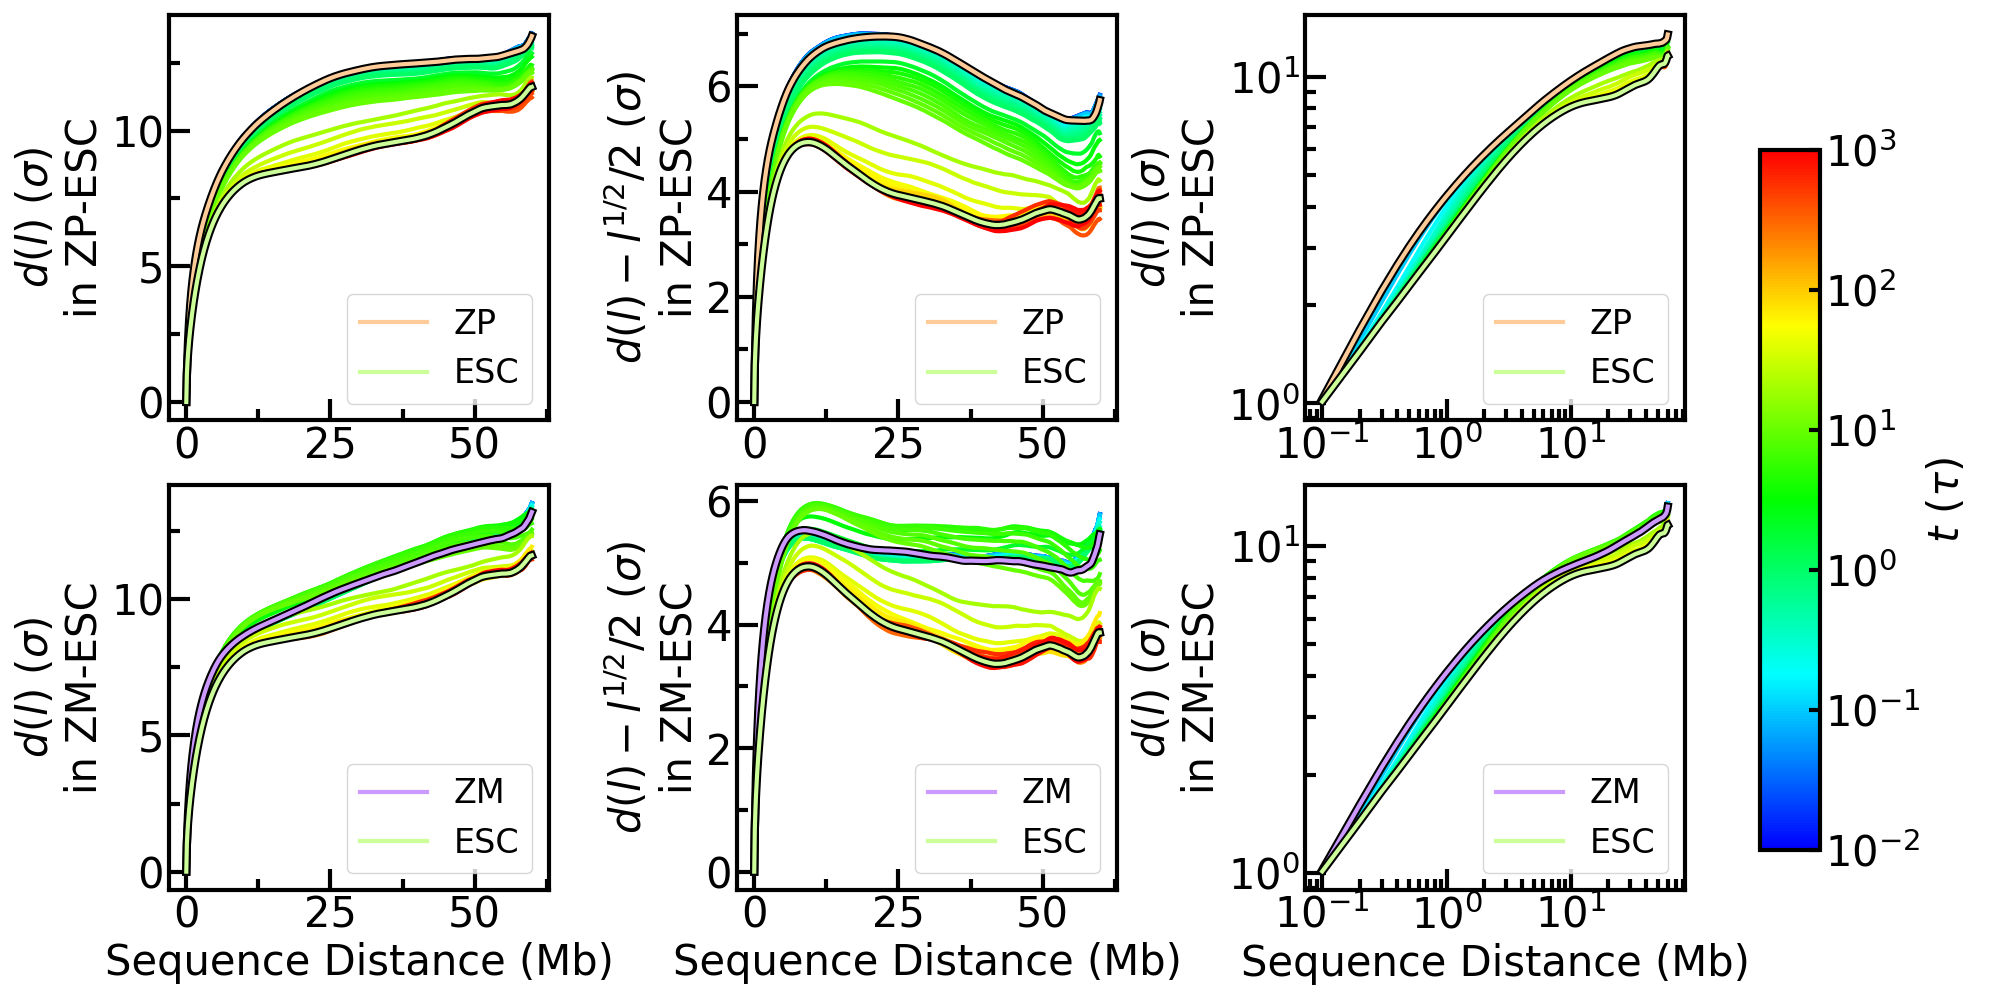 d(l) (σ)
in ZP-ESC
10
5
0
0 25 50
ZP
ESC
d(l) − l^{1/2}/2 (σ)
in ZP-ESC
6
4
2
0
0 25 50
ZP
ESC
d(l) (σ)
in ZP-ESC
10^1
10^0
10^{-1} 10^0 10^1
ZP
ESC
d(l) (σ)
in ZM-ESC
10
5
0
0 25 50
Sequence Distance (Mb)
ZM
ESC
d(l) − l^{1/2}/2 (σ)
in ZM-ESC
6
4
2
0
0 25 50
Sequence Distance (Mb)
ZM
ESC
d(l) (σ)
in ZM-ESC
10^1
10^0
10^{-1} 10^0 10^1
Sequence Distance (Mb)
ZM
ESC
10^3
10^2
10^1
10^0
10^{-1}
10^{-2}
t (τ)